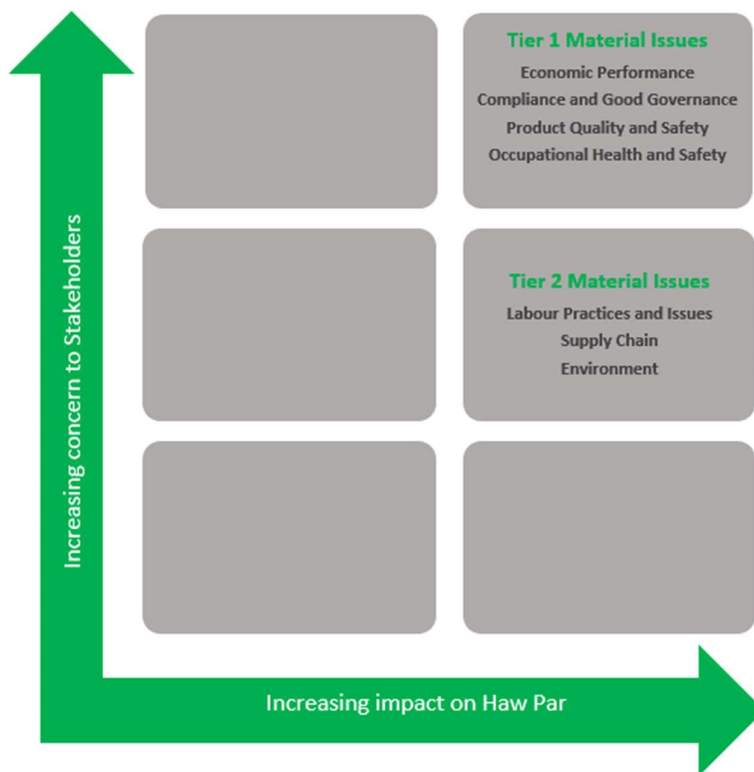 Tier 1 Material Issues
Economic Performance
Compliance and Good Governance
Product Quality and Safety
Occupational Health and Safety
Increasing concern to Stakeholders
Tier 2 Material Issues
Labour Practices and Issues
Supply Chain
Environment
Increasing impact on Haw Par